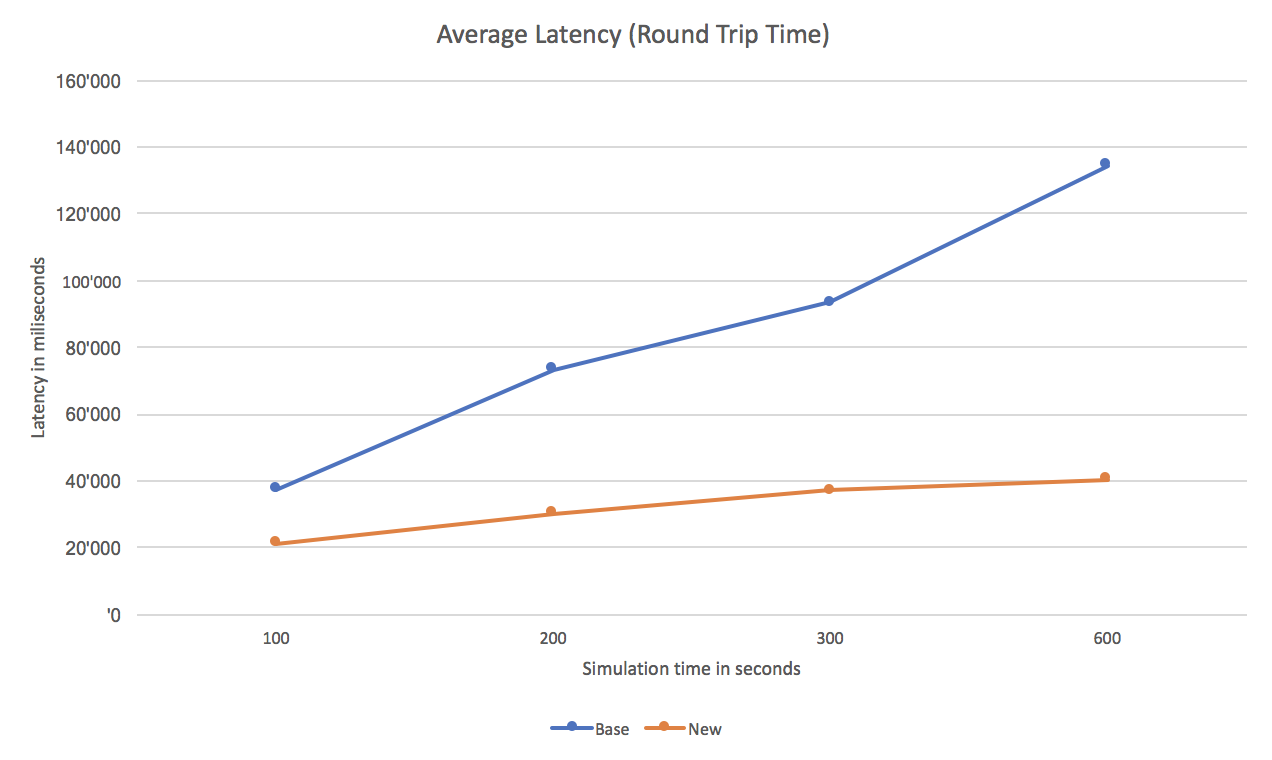 Average Latency (Round Trip Time)
160'000
140'000
120'000
100'000
80'000
60'000
40'000
20'000
'0
Latency in miliseconds
100 200 300 600
Simulation time in seconds
Base New